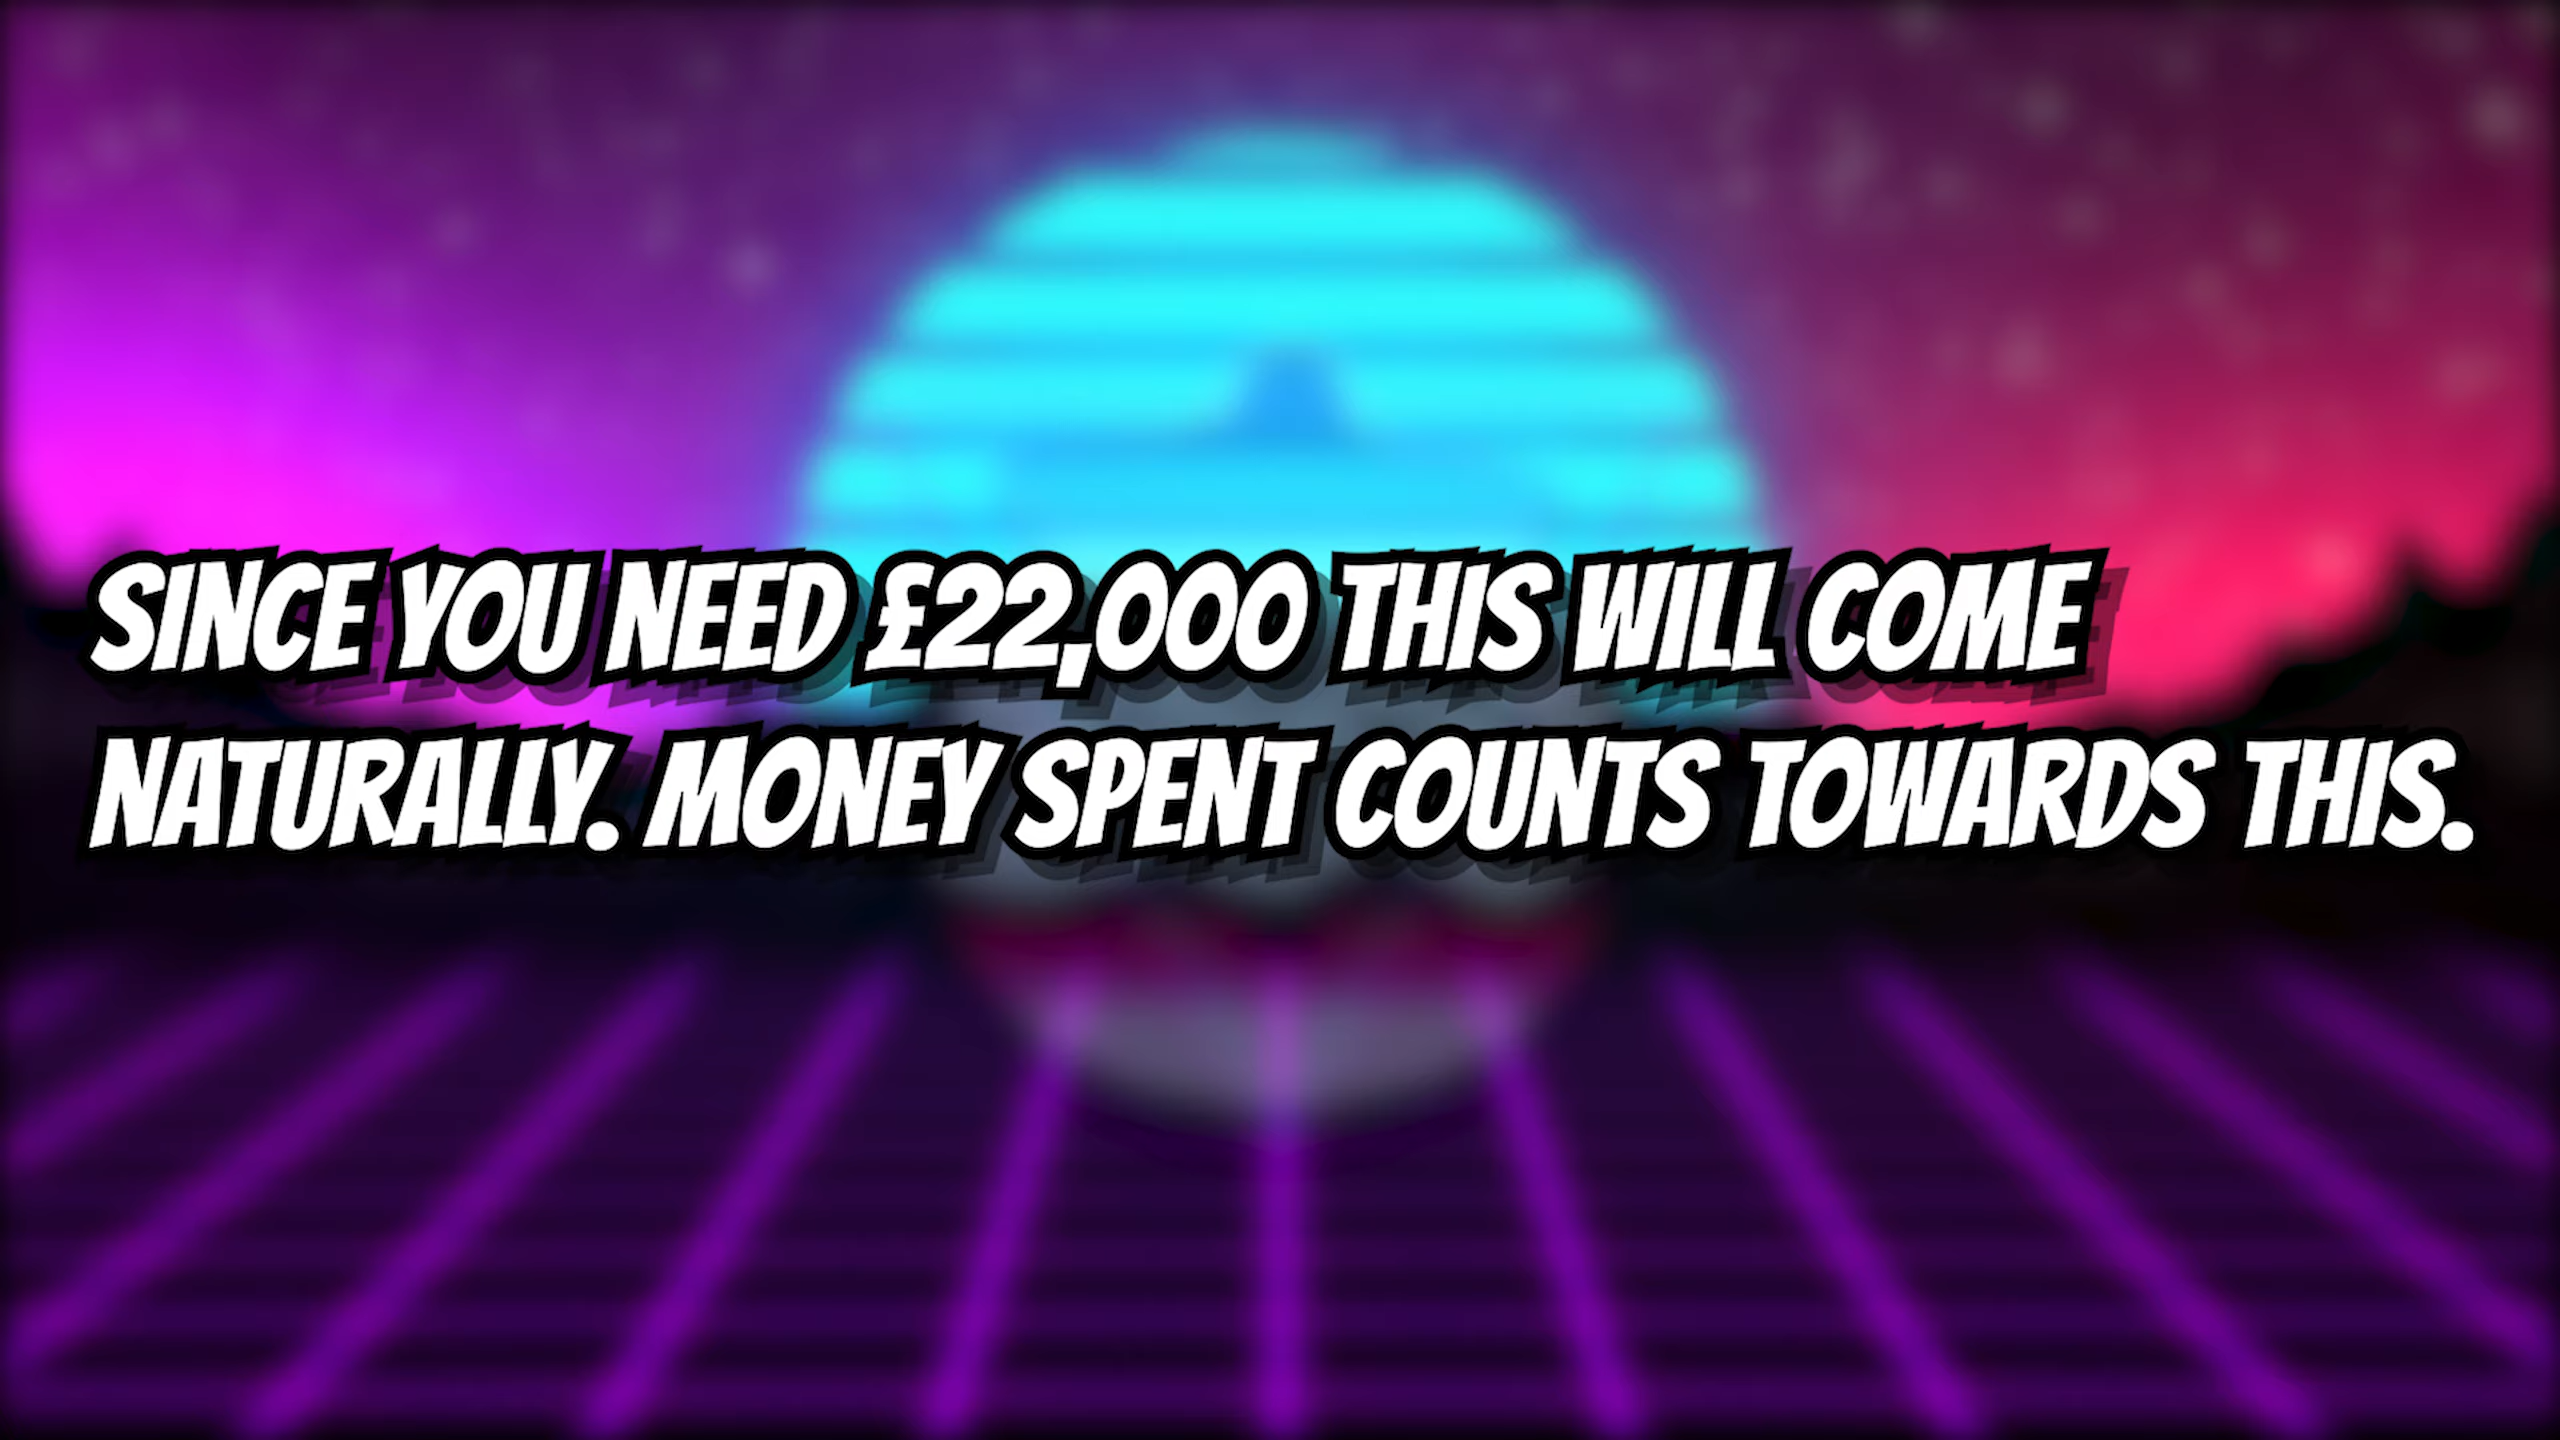 SINCE YOU NEED £22,000 THIS WILL COME
NATURALLY. MONEY SPENT COUNTS TOWARDS THIS.